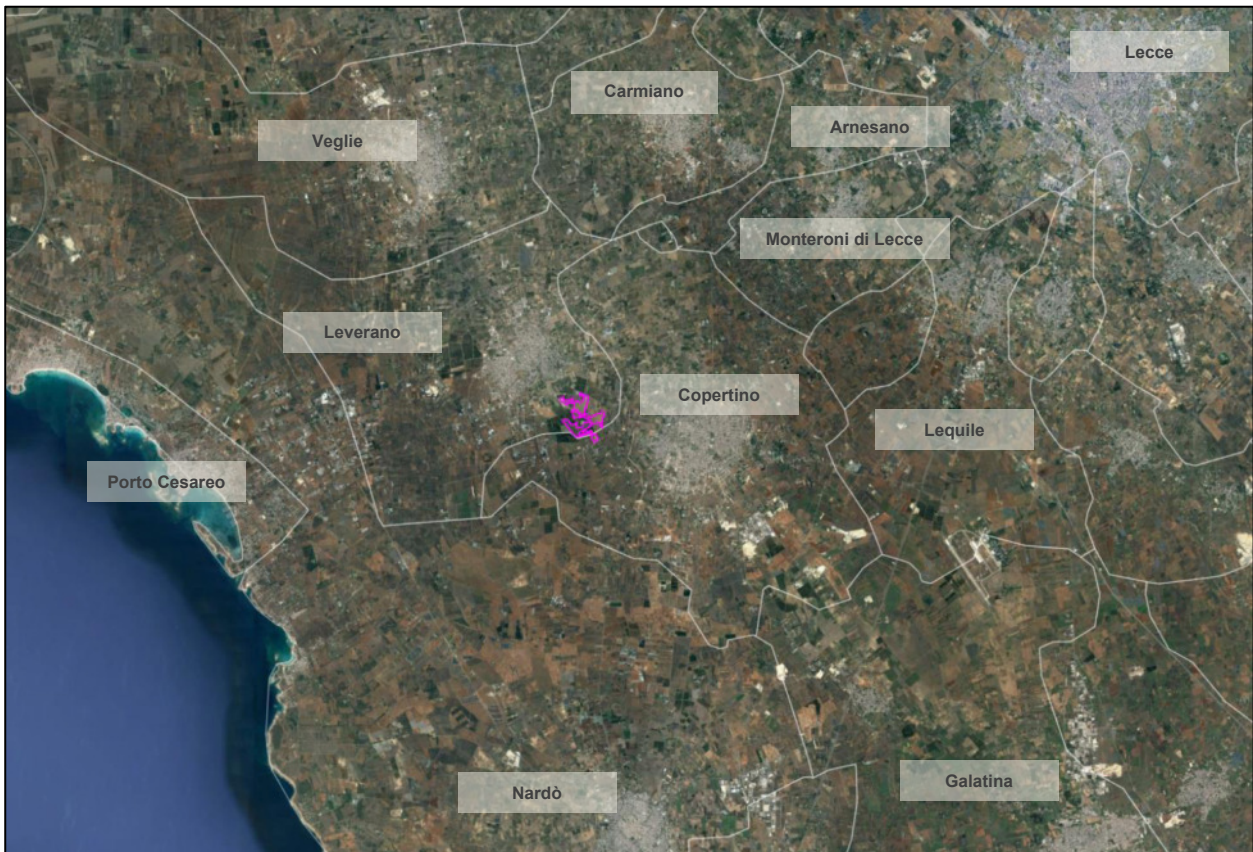 Lecce
Carmiano
Arnesano
Veglie
Monteroni di Lecce
Leverano
Copertino
Lequile
Porto Cesareo
Galatina
Nardò